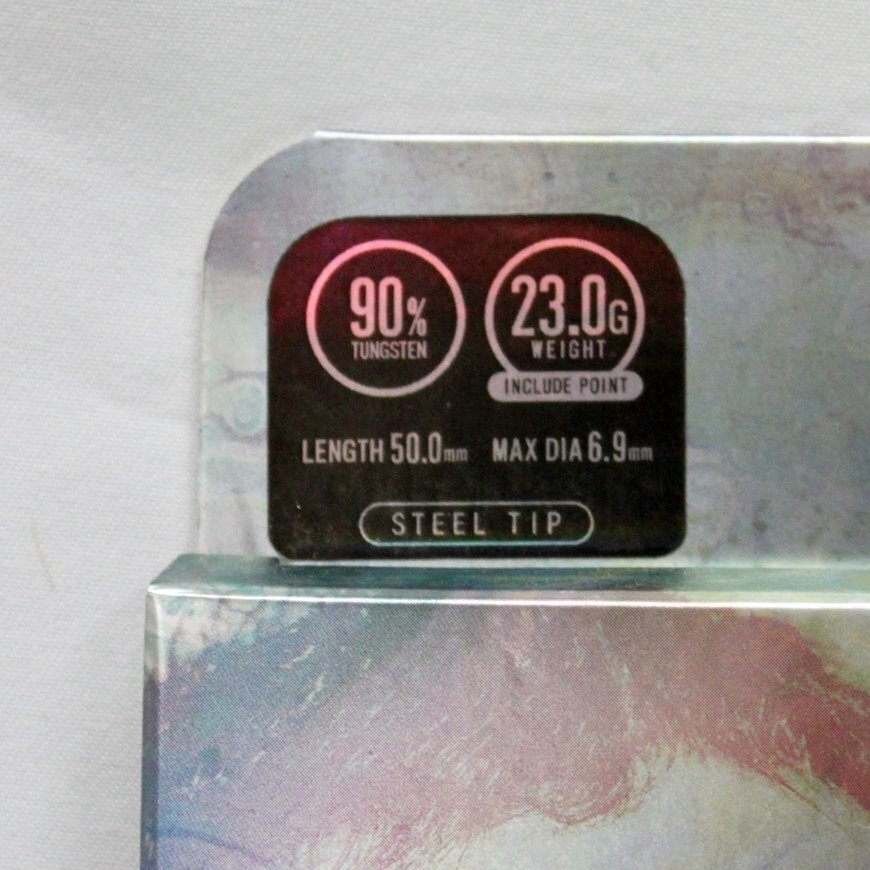 90% 23.0G
TUNGSTEN WEIGHT
INCLUDE POINT
LENGTH 50.0mm MAX DIA 6.9mm
STEEL TIP